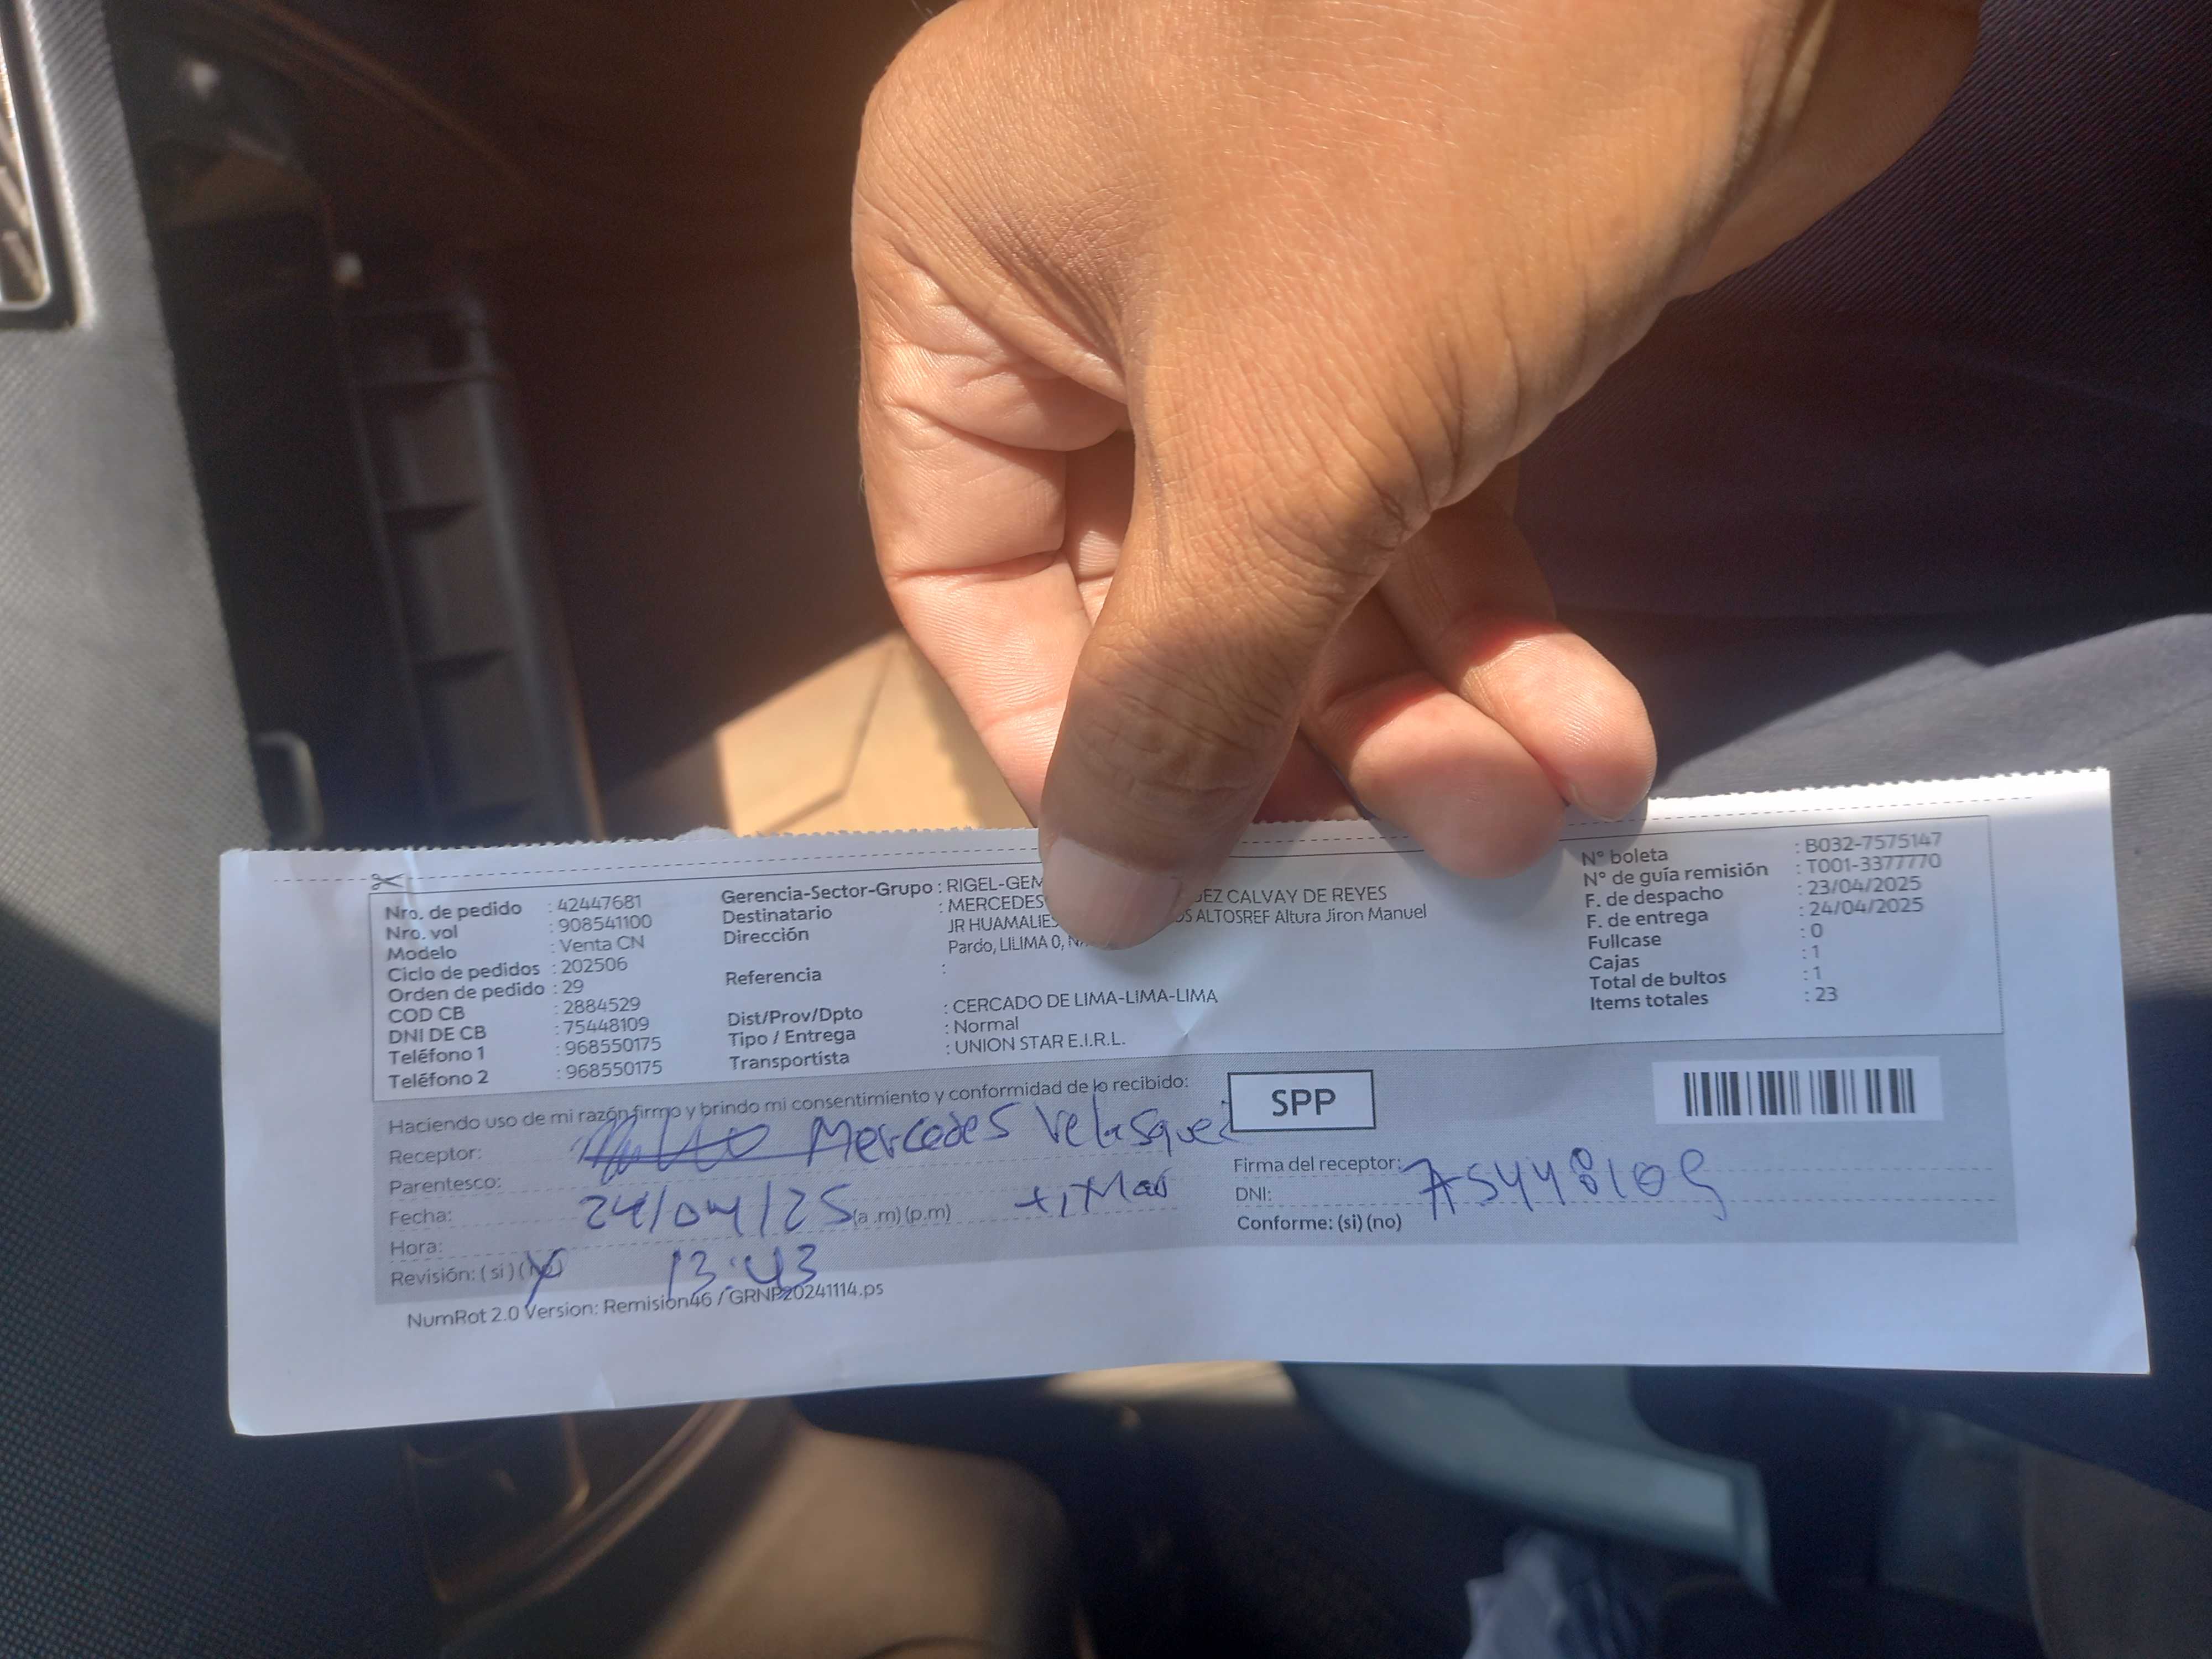 Nro. de pedido : 42447681
Nro. vol : 908541100
Modelo : Venta CN
Ciclo de pedidos : 202506
Orden de pedido : 29
COD CB : 2884529
DNI DE CB : 75448109
Teléfono 1 : 968550175
Teléfono 2 : 968550175
Gerencia-Sector-Grupo : RIGEL-GEM
Destinatario : MERCEDES EZ CALVAY DE REYES
Dirección JR HUAMALIES OS ALTOSREF Altura Jiron Manuel
Pardo, LILIMA 0,
Referencia :
Dist/Prov/Dpto : CERCADO DE LIMA-LIMA-LIMA
Tipo / Entrega : Normal
Transportista : UNION STAR E.I.R.L.
N° boleta : B032-7575147
N° de guía remisión : T001-3377770
F. de despacho : 23/04/2025
F. de entrega : 24/04/2025
Fullcase : 0
Cajas : 1
Total de bultos : 1
Items totales : 23
Haciendo uso de mi razón firmo y brindo mi consentimiento y conformidad de lo recibido:
SPP
Receptor: Mercedes Velasquez
Parentesco:
Fecha: 24/04/25 (a .m) (p.m)
Hora: 13:43
Revisión: ( si ) (no)
Firma del receptor:
DNI: 75448109
Conforme: (si) (no)
NumRot 2.0 Version: Remision46 / GRNP20241114.ps